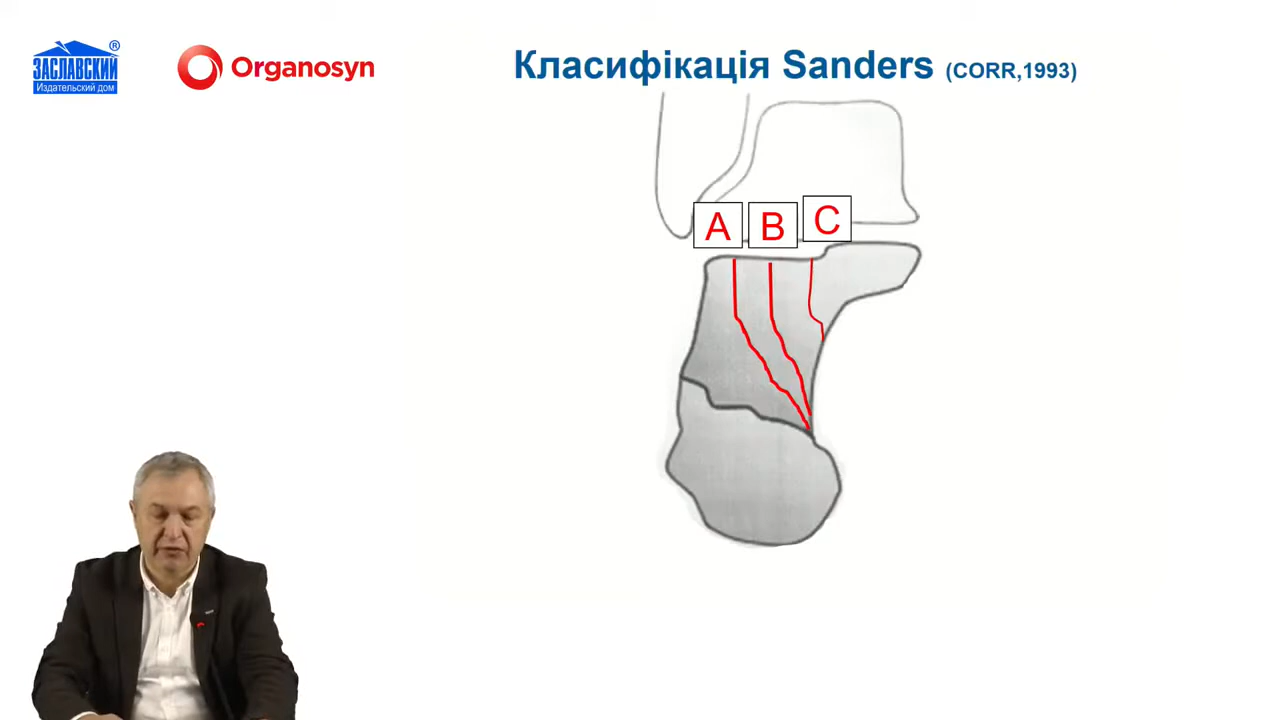 ЗАСЛАВСКИЙ ®
Издательский дом
Organosyn
Класифікація Sanders (CORR,1993)
A B C